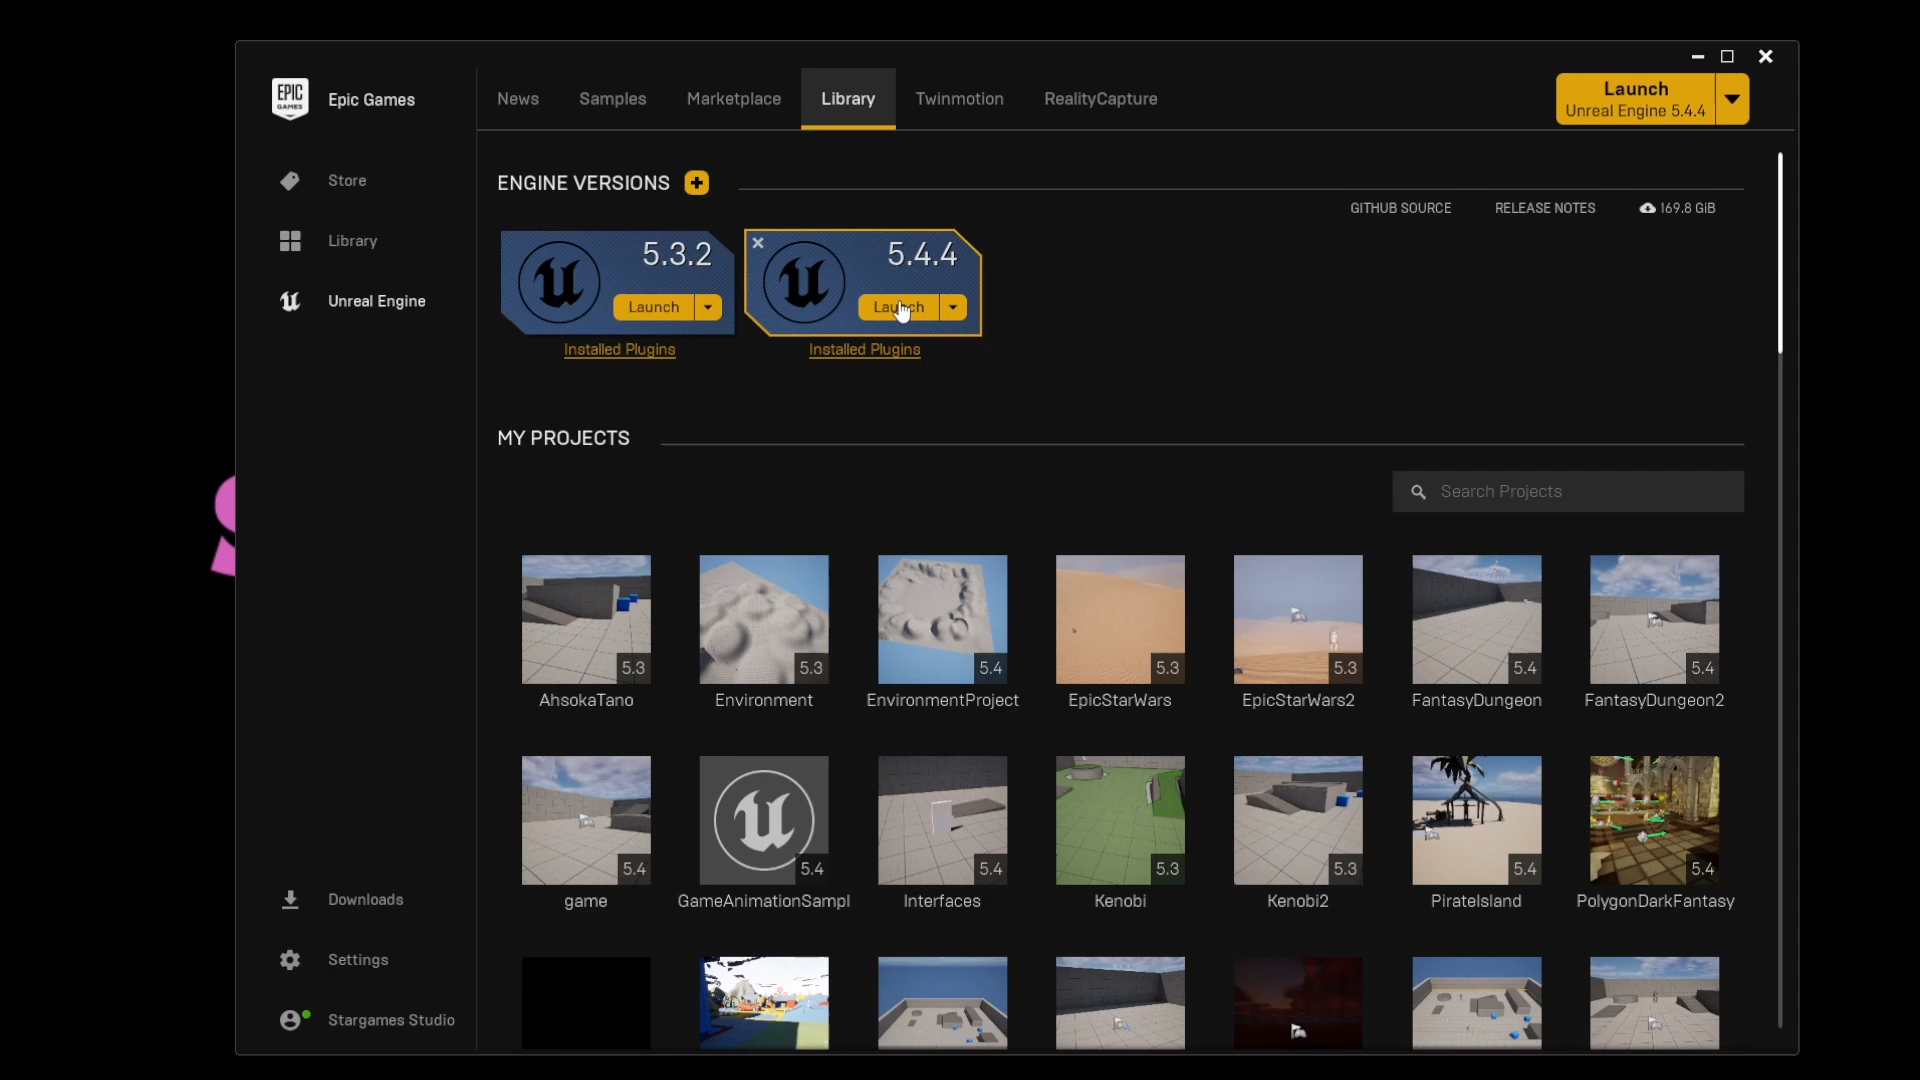 EPIC GAMES
Epic Games
News
Samples
Marketplace
Library
Twinmotion
RealityCapture
Launch
Unreal Engine 5.4.4
Store
Library
Unreal Engine
Downloads
Settings
Stargames Studio
ENGINE VERSIONS
GITHUB SOURCE
RELEASE NOTES
169.8 GiB
5.3.2
Launch
Installed Plugins
5.4.4
Launch
Installed Plugins
MY PROJECTS
Search Projects
5.3
AhsokaTano
5.3
Environment
5.4
EnvironmentProject
5.3
EpicStarWars
5.3
EpicStarWars2
5.4
FantasyDungeon
5.4
FantasyDungeon2
5.4
game
5.4
GameAnimationSampl
5.4
Interfaces
5.3
Kenobi
5.3
Kenobi2
5.4
PirateIsland
5.4
PolygonDarkFantasy